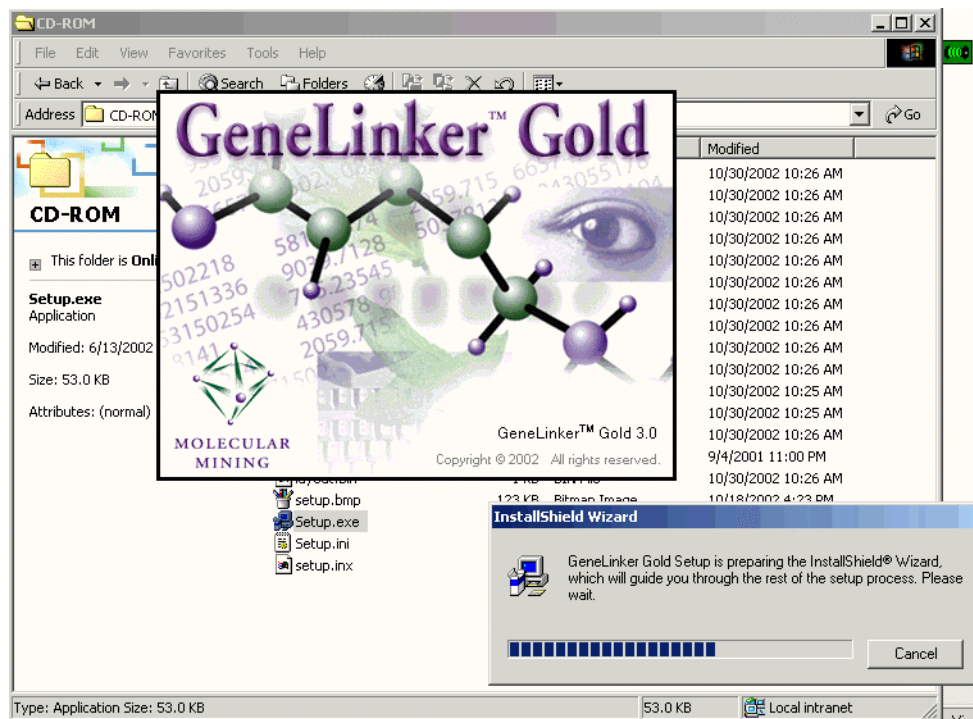 CD-ROM
File Edit View Favorites Tools Help
Back Search Folders
Address CD-ROM Go
Modified
GeneLinker™ Gold
CD-ROM
This folder is Onli
Setup.exe
Application
Modified: 6/13/2002
Size: 53.0 KB
Attributes: (normal)
502218
2151336
53150254
430578
2059.715
MOLECULAR
MINING
GeneLinker™ Gold 3.0
Copyright © 2002 All rights reserved.
10/30/2002 10:26 AM
10/30/2002 10:26 AM
10/30/2002 10:26 AM
10/30/2002 10:26 AM
10/30/2002 10:26 AM
10/30/2002 10:26 AM
10/30/2002 10:26 AM
10/30/2002 10:26 AM
10/30/2002 10:26 AM
10/30/2002 10:26 AM
10/30/2002 10:25 AM
10/30/2002 10:25 AM
10/30/2002 10:26 AM
9/4/2001 11:00 PM
10/30/2002 10:26 AM
setup.bmp 123 KB Bitmap Image 10/18/2002 4:23 PM
Setup.exe
Setup.ini
setup.inx
InstallShield Wizard
GeneLinker Gold Setup is preparing the InstallShield® Wizard,
which will guide you through the rest of the setup process. Please
wait.
Cancel
Type: Application Size: 53.0 KB 53.0 KB Local intranet